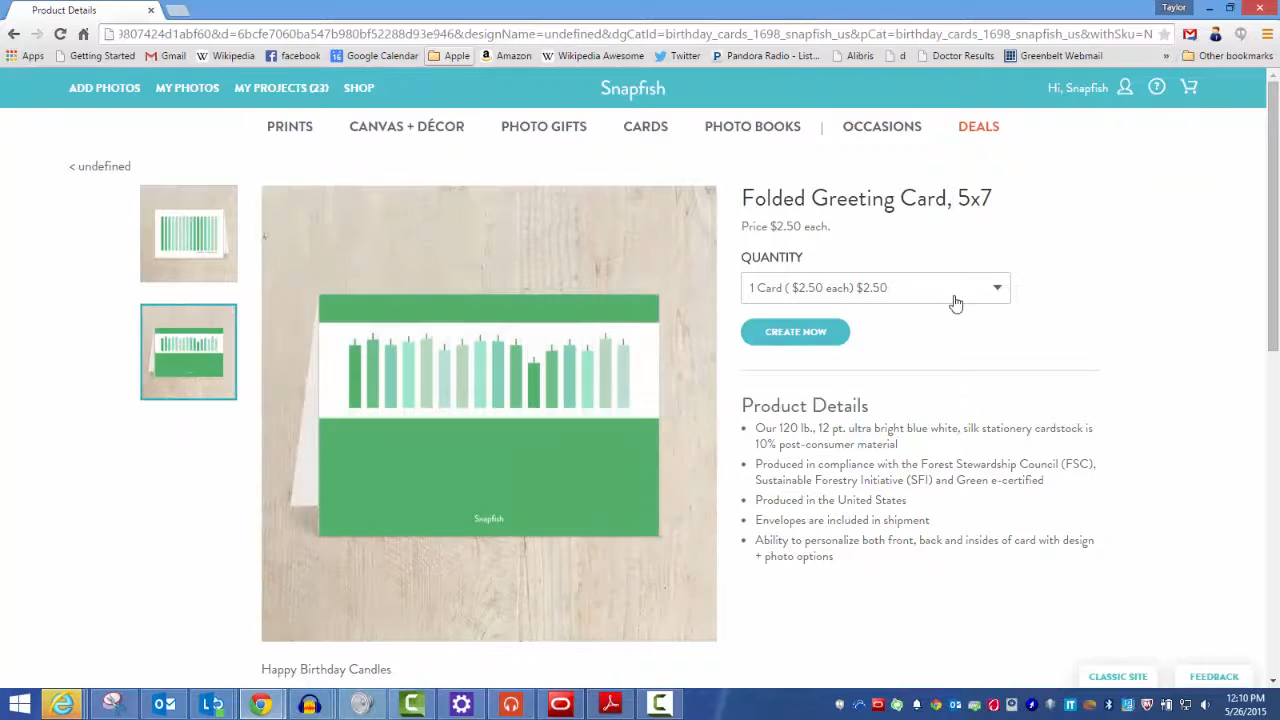 Product Details
Taylor
9807424d1abf60&d=6bcfe7060ba547b980bf52288d93e946&designName=undefined&dgCatId=birthday_cards_1698_snapfish_us&pCat=birthday_cards_1698_snapfish_us&withSku=N
Getting Started
Gmail
Wikipedia
facebook
Google Calendar
Apple
Amazon
Twitter
Pandora Radio - List...
Alibris
d
Doctor Results
Wikipedia Awesome
Greenbelt Webmail
»
Other bookmarks
ADD PHOTOS MY PHOTOS MY PROJECTS (23) SHOP
Snapfish
Hi, Snapfish
PRINTS CANVAS + DÉCOR PHOTO GIFTS CARDS PHOTO BOOKS | OCCASIONS DEALS
< undefined
Folded Greeting Card, 5x7
Price $2.50 each.
QUANTITY
1 Card ( $2.50 each) $2.50
CREATE NOW
Product Details
• Our 120 lb., 12 pt. ultra bright blue white, silk stationery cardstock is
10% post-consumer material
• Produced in compliance with the Forest Stewardship Council (FSC),
Sustainable Forestry Initiative (SFI) and Green e-certified
• Produced in the United States
• Envelopes are included in shipment
• Ability to personalize both front, back and insides of card with design
+ photo options
Snapfish
Happy Birthday Candles
CLASSIC SITE
FEEDBACK
12:10 PM
5/26/2015